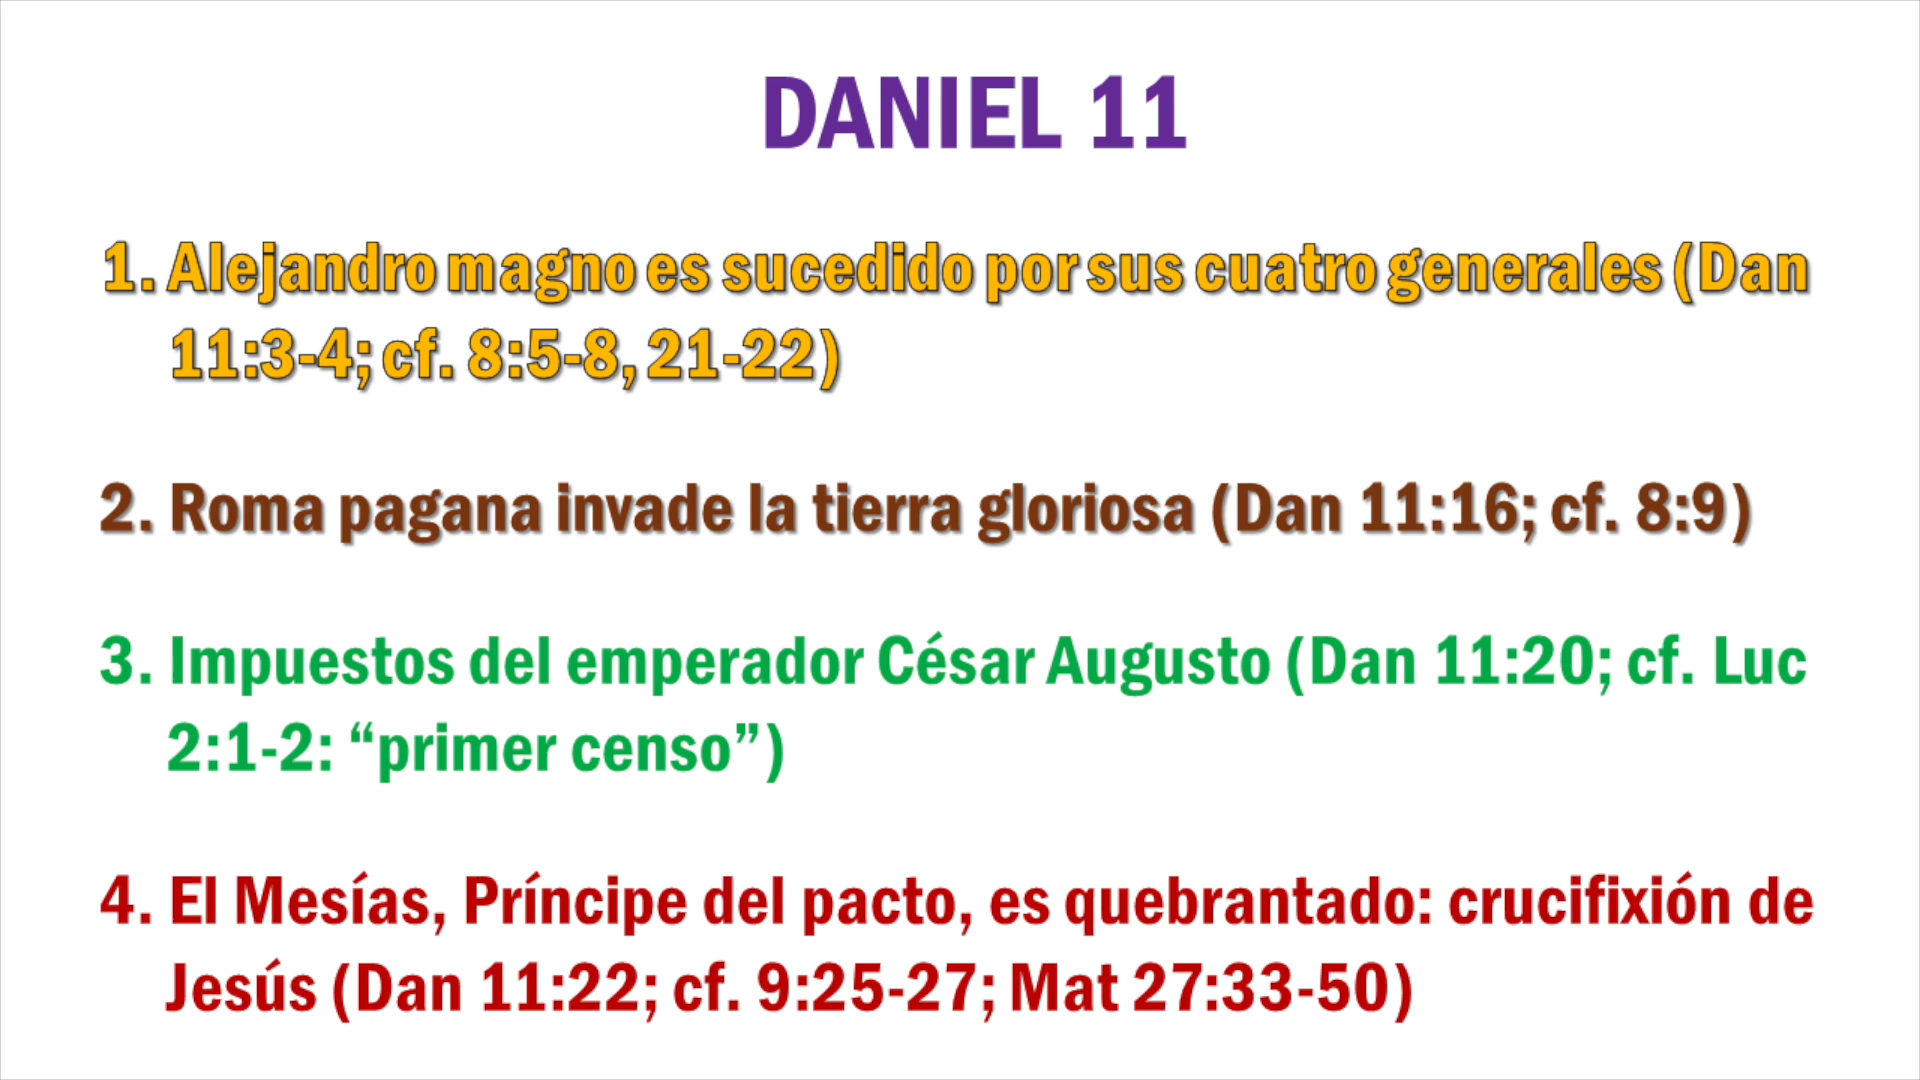 DANIEL 11
1. Alejandro magno es sucedido por sus cuatro generales (Dan
11:3-4; cf. 8:5-8, 21-22)
2. Roma pagana invade la tierra gloriosa (Dan 11:16; cf. 8:9)
3. Impuestos del emperador César Augusto (Dan 11:20; cf. Luc
2:1-2: “primer censo”)
4. El Mesías, Príncipe del pacto, es quebrantado: crucifixión de
Jesús (Dan 11:22; cf. 9:25-27; Mat 27:33-50)